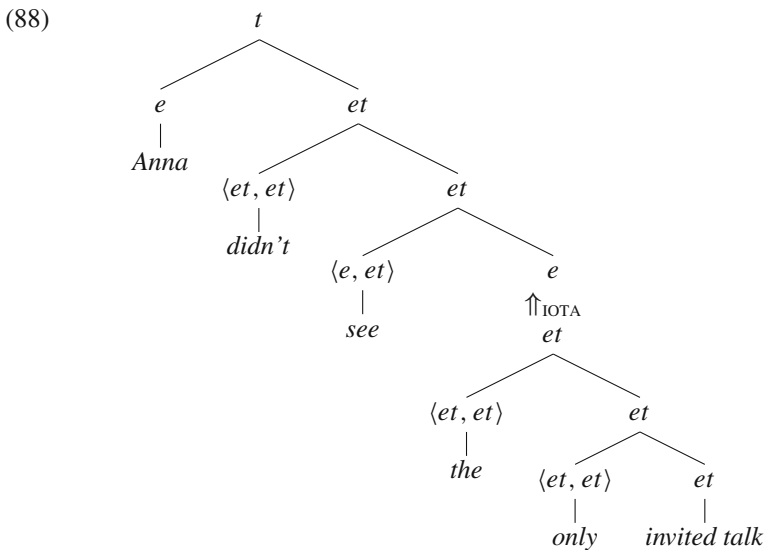 (88)
t
e et
Anna
⟨et, et⟩ et
didn't
⟨e, et⟩ e
see
⇑IOTA
et
⟨et, et⟩ et
the
⟨et, et⟩ et
only invited talk